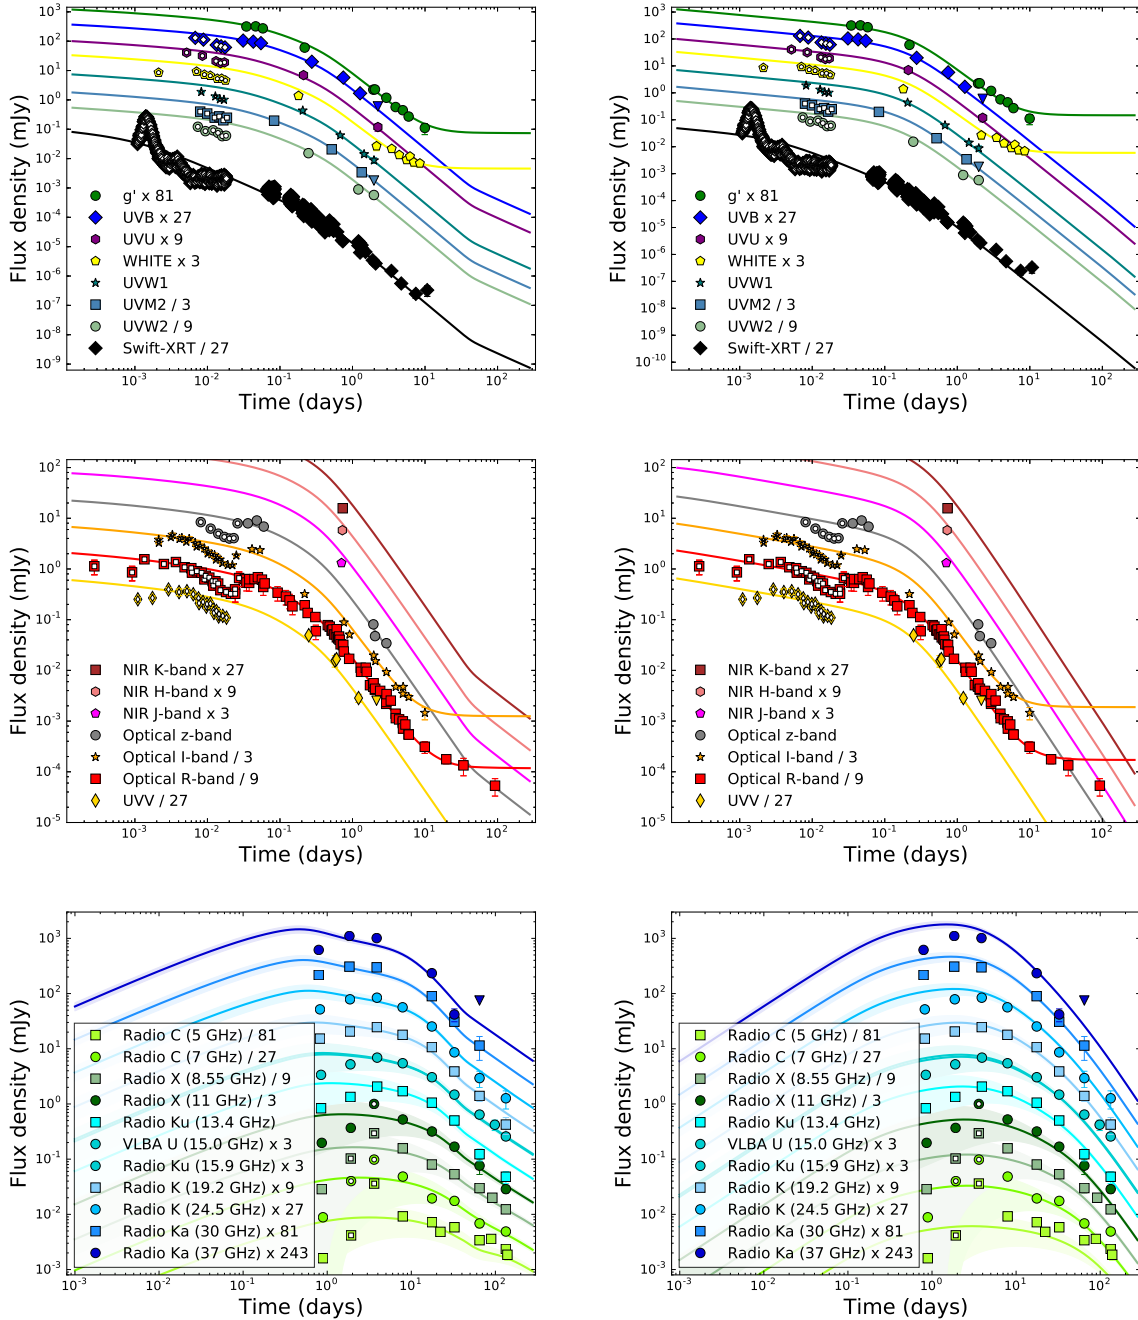 Flux density (mJy)
10^3
10^2
10^1
10^0
10^-1
10^-2
10^-3
10^-4
10^-5
10^-6
10^-7
10^-8
10^-9
g' x 81
UVB x 27
UVU x 9
WHITE x 3
UVW1
UVM2 / 3
UVW2 / 9
Swift-XRT / 27
10^-3 10^-2 10^-1 10^0 10^1 10^2
Time (days)
Flux density (mJy)
10^3
10^2
10^1
10^0
10^-1
10^-2
10^-3
10^-4
10^-5
10^-6
10^-7
10^-8
10^-9
10^-10
g' x 81
UVB x 27
UVU x 9
WHITE x 3
UVW1
UVM2 / 3
UVW2 / 9
Swift-XRT / 27
10^-3 10^-2 10^-1 10^0 10^1 10^2
Time (days)
Flux density (mJy)
10^2
10^1
10^0
10^-1
10^-2
10^-3
10^-4
10^-5
NIR K-band x 27
NIR H-band x 9
NIR J-band x 3
Optical z-band
Optical I-band / 3
Optical R-band / 9
UVV / 27
10^-3 10^-2 10^-1 10^0 10^1 10^2
Time (days)
Flux density (mJy)
10^2
10^1
10^0
10^-1
10^-2
10^-3
10^-4
10^-5
NIR K-band x 27
NIR H-band x 9
NIR J-band x 3
Optical z-band
Optical I-band / 3
Optical R-band / 9
UVV / 27
10^-3 10^-2 10^-1 10^0 10^1 10^2
Time (days)
Flux density (mJy)
10^3
10^2
10^1
10^0
10^-1
10^-2
10^-3
Radio C (5 GHz) / 81
Radio C (7 GHz) / 27
Radio X (8.55 GHz) / 9
Radio X (11 GHz) / 3
Radio Ku (13.4 GHz)
VLBA U (15.0 GHz) x 3
Radio Ku (15.9 GHz) x 3
Radio K (19.2 GHz) x 9
Radio K (24.5 GHz) x 27
Radio Ka (30 GHz) x 81
Radio Ka (37 GHz) x 243
10^-1 10^0 10^1 10^2
Time (days)
Flux density (mJy)
10^3
10^2
10^1
10^0
10^-1
10^-2
10^-3
Radio C (5 GHz) / 81
Radio C (7 GHz) / 27
Radio X (8.55 GHz) / 9
Radio X (11 GHz) / 3
Radio Ku (13.4 GHz)
VLBA U (15.0 GHz) x 3
Radio Ku (15.9 GHz) x 3
Radio K (19.2 GHz) x 9
Radio K (24.5 GHz) x 27
Radio Ka (30 GHz) x 81
Radio Ka (37 GHz) x 243
10^-1 10^0 10^1 10^2
Time (days)